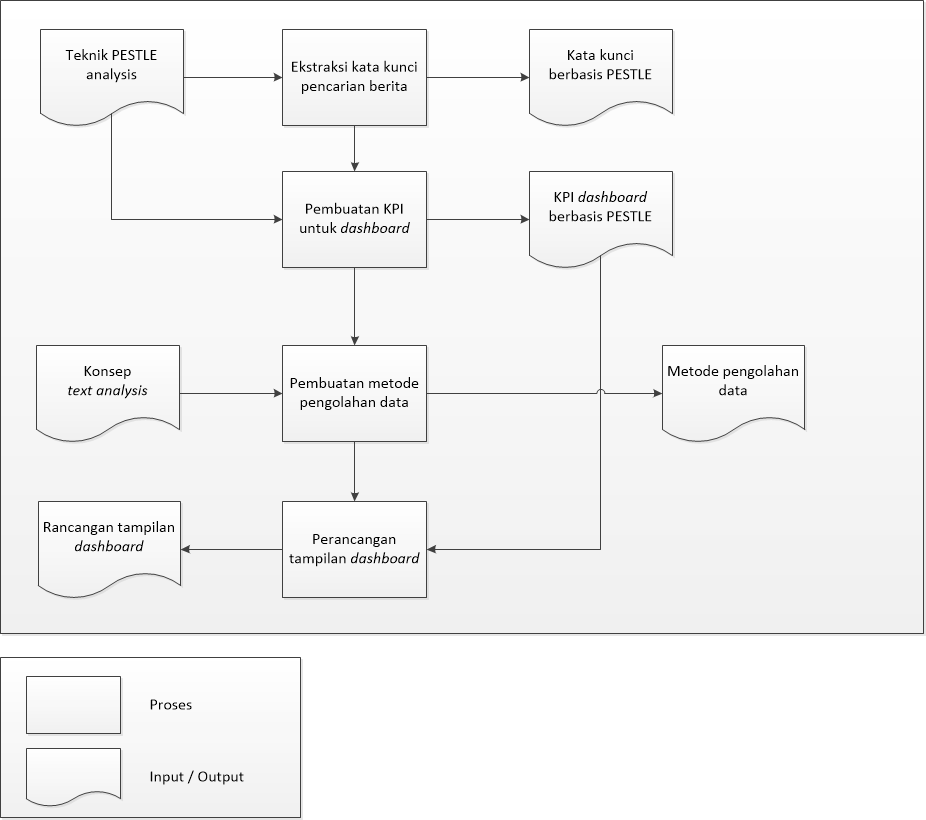 Teknik PESTLE
analysis
Ekstraksi kata kunci
pencarian berita
Kata kunci
berbasis PESTLE
Pembuatan KPI
untuk dashboard
KPI dashboard
berbasis PESTLE
Konsep
text analysis
Pembuatan metode
pengolahan data
Metode pengolahan
data
Rancangan tampilan
dashboard
Perancangan
tampilan dashboard
Proses
Input / Output